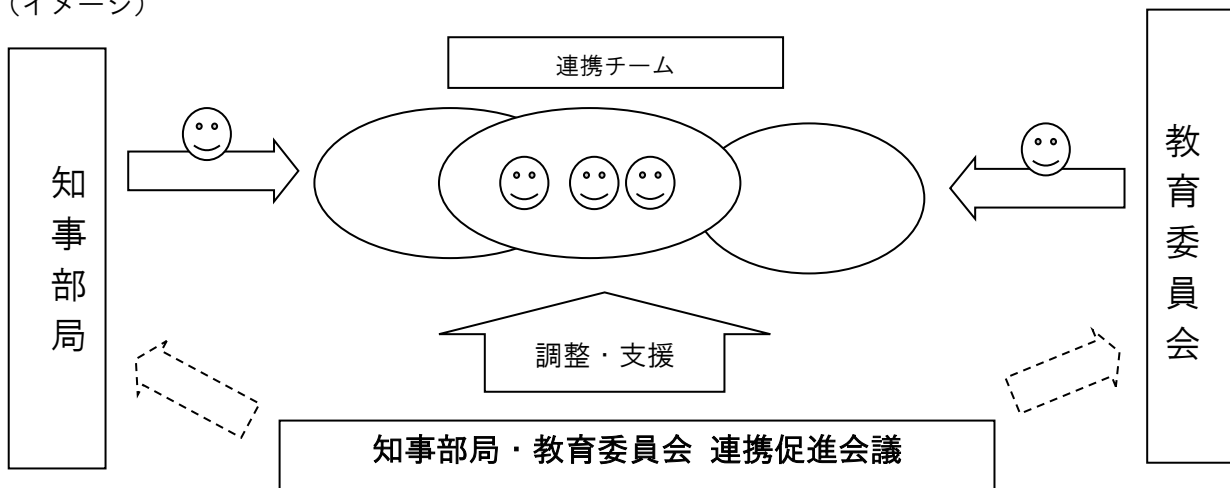 （イメージ）
連携チーム
知事部局
教育委員会
調整・支援
知事部局・教育委員会 連携促進会議